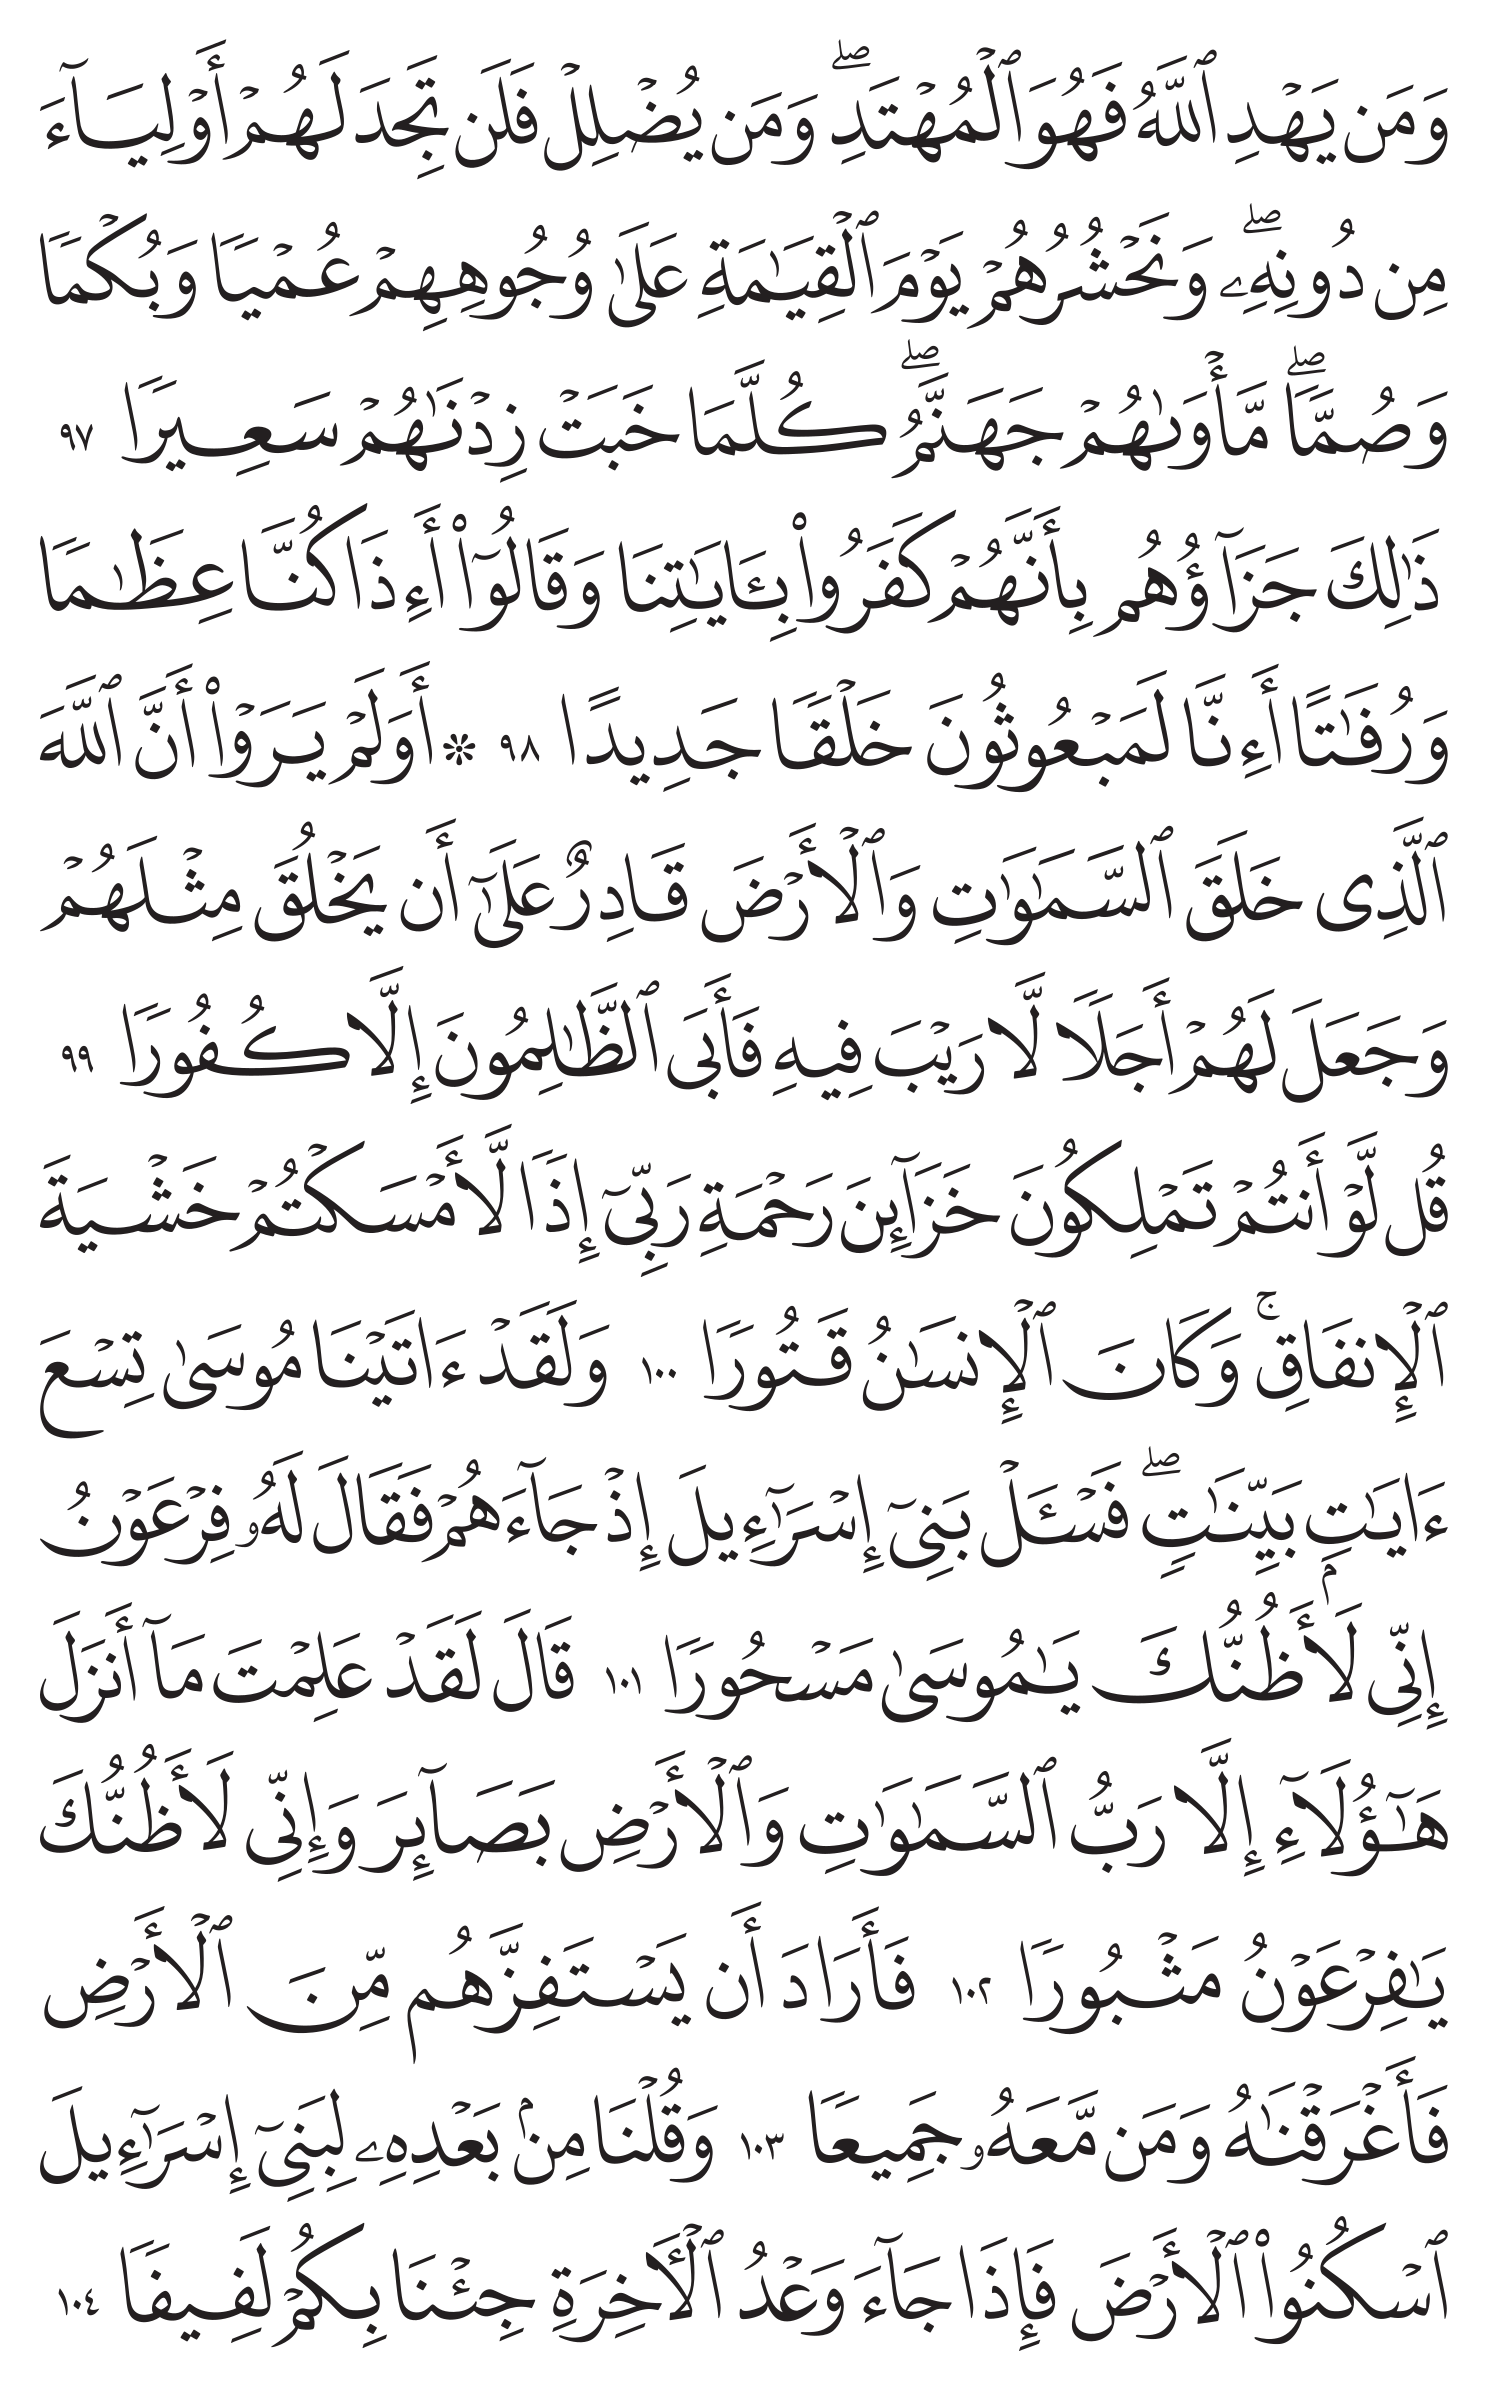 وَمَن يَهْدِ ٱللَّهُ فَهُوَ ٱلْمُهْتَدِ ۖ وَمَن يُضْلِلْ فَلَن تَجِدَ لَهُمْ أَوْلِيَآءَ
مِن دُونِهِۦ ۖ وَنَحْشُرُهُمْ يَوْمَ ٱلْقِيَـٰمَةِ عَلَىٰ وُجُوهِهِمْ عُمْيًا وَبُكْمًا
وَصُمًّا ۖ مَّأْوَىٰهُمْ جَهَنَّمُ ۖ كُلَّمَا خَبَتْ زِدْنَـٰهُمْ سَعِيرًا ٩٧
ذَٰلِكَ جَزَآؤُهُم بِأَنَّهُمْ كَفَرُوا۟ بِـَٔايَـٰتِنَا وَقَالُوٓا۟ أَءِذَا كُنَّا عِظَـٰمًا
وَرُفَـٰتًا أَءِنَّا لَمَبْعُوثُونَ خَلْقًا جَدِيدًا ٩٨ ۞ أَوَلَمْ يَرَوْا۟ أَنَّ ٱللَّهَ
ٱلَّذِى خَلَقَ ٱلسَّمَـٰوَٰتِ وَٱلْأَرْضَ قَادِرٌ عَلَىٰٓ أَن يَخْلُقَ مِثْلَهُمْ
وَجَعَلَ لَهُمْ أَجَلًا لَّا رَيْبَ فِيهِ فَأَبَى ٱلظَّـٰلِمُونَ إِلَّا كُفُورًا ٩٩
قُل لَّوْ أَنتُمْ تَمْلِكُونَ خَزَآئِنَ رَحْمَةِ رَبِّىٓ إِذًا لَّأَمْسَكْتُمْ خَشْيَةَ
ٱلْإِنفَاقِ ۚ وَكَانَ ٱلْإِنسَـٰنُ قَتُورًا ١٠٠ وَلَقَدْ ءَاتَيْنَا مُوسَىٰ تِسْعَ
ءَايَـٰتٍۭ بَيِّنَـٰتٍ ۖ فَسْـَٔلْ بَنِىٓ إِسْرَٰٓءِيلَ إِذْ جَآءَهُمْ فَقَالَ لَهُۥ فِرْعَوْنُ
إِنِّى لَأَظُنُّكَ يَـٰمُوسَىٰ مَسْحُورًا ١٠١ قَالَ لَقَدْ عَلِمْتَ مَآ أَنزَلَ
هَـٰٓؤُلَآءِ إِلَّا رَبُّ ٱلسَّمَـٰوَٰتِ وَٱلْأَرْضِ بَصَآئِرَ وَإِنِّى لَأَظُنُّكَ
يَـٰفِرْعَوْنُ مَثْبُورًا ١٠٢ فَأَرَادَ أَن يَسْتَفِزَّهُم مِّنَ ٱلْأَرْضِ
فَأَغْرَقْنَـٰهُ وَمَن مَّعَهُۥ جَمِيعًا ١٠٣ وَقُلْنَا مِنۢ بَعْدِهِۦ لِبَنِىٓ إِسْرَٰٓءِيلَ
ٱسْكُنُوا۟ ٱلْأَرْضَ فَإِذَا جَآءَ وَعْدُ ٱلْـَٔاخِرَةِ جِئْنَا بِكُمْ لَفِيفًا ١٠٤